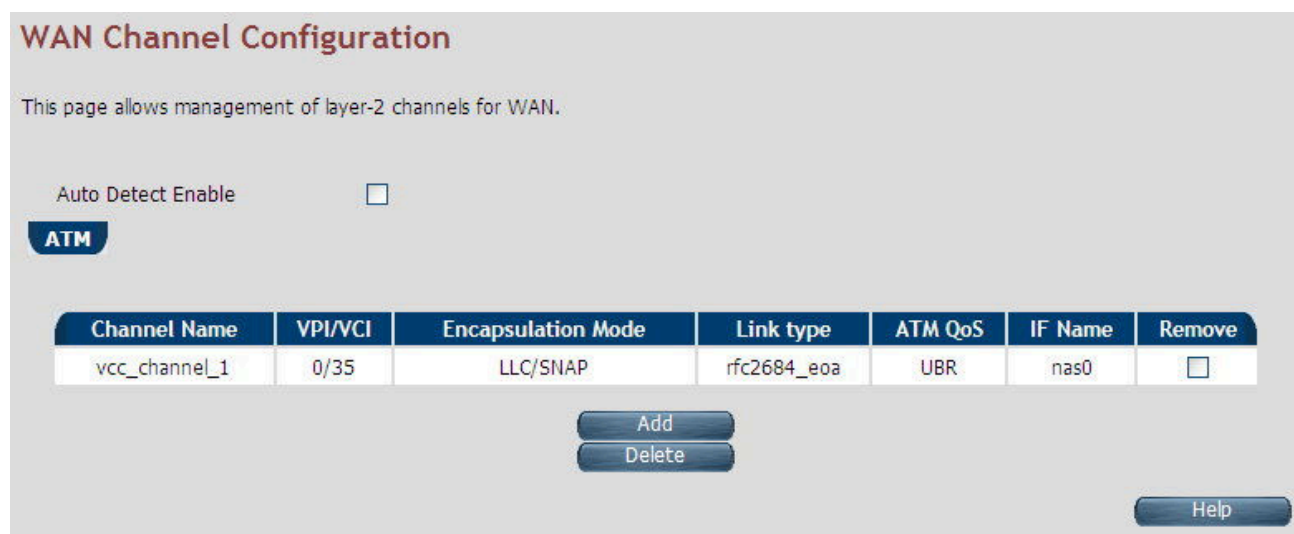 WAN Channel Configuration
This page allows management of layer-2 channels for WAN.
Auto Detect Enable
ATM
Channel Name VPI/VCI Encapsulation Mode Link type ATM QoS IF Name Remove
vcc_channel_1 0/35 LLC/SNAP rfc2684_eoa UBR nas0
Add
Delete
Help